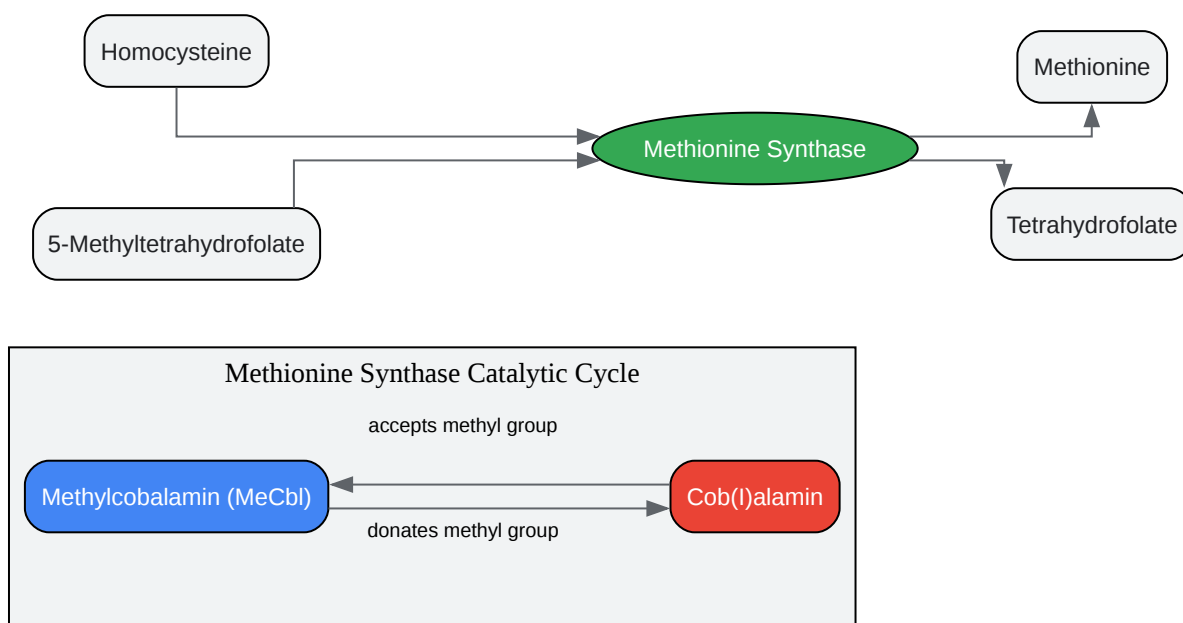 Homocysteine
Methionine
Methionine Synthase
5-Methyltetrahydrofolate
Tetrahydrofolate
Methionine Synthase Catalytic Cycle
accepts methyl group
Methylcobalamin (MeCbl)
Cob(I)alamin
donates methyl group